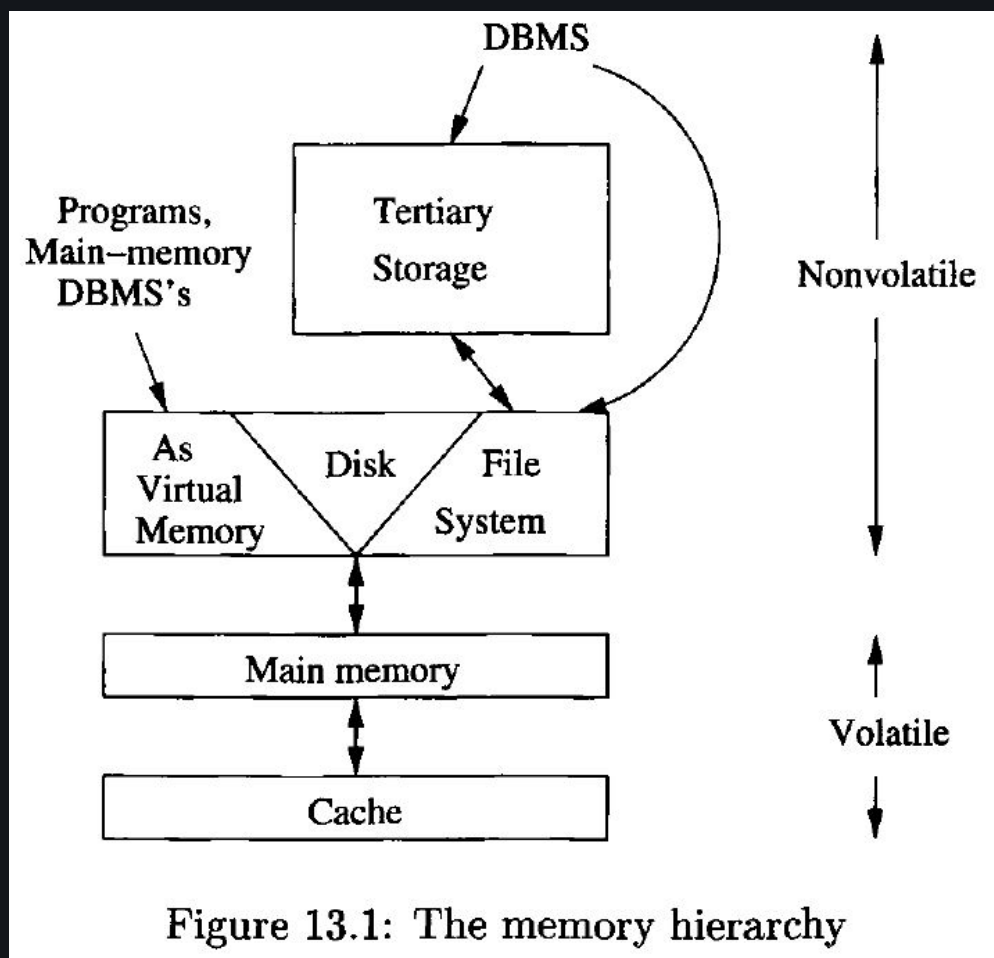 DBMS
Programs,
Main–memory
DBMS's
Tertiary
Storage
Nonvolatile
As
Virtual
Memory
Disk
File
System
Main memory
Volatile
Cache
Figure 13.1: The memory hierarchy